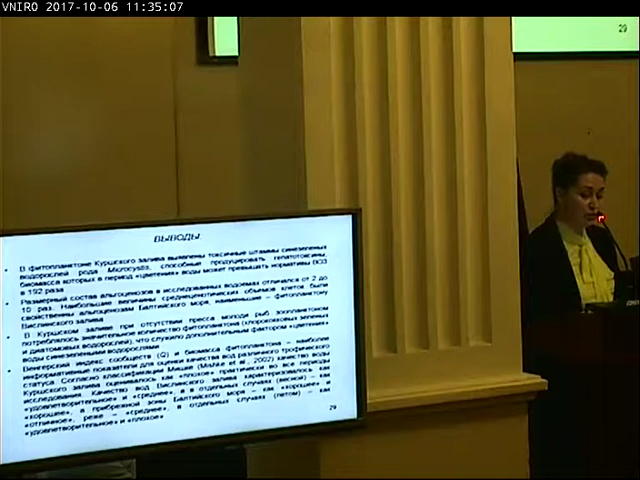 VNIRO 2017-10-06 11:35:07
29
ВЫВОДЫ
• В фитопланктоне Куршского залива выявлены токсичные штаммы синезеленых
водорослей рода Microcystis, способные продуцировать гепатотоксины,
биомасса которых в период «цветения» воды может превышать нормативы ВОЗ
в 192 раза
• Размерный состав альгоценозов в исследованных водоемах отличался от 2 до
10 раз. Наибольшие величины среднеценотических объемов клеток были
свойственны альгоценозам Балтийского моря, наименьшие – фитопланктону
Вислинского залива
• В Куршском заливе при отсутствии пресса молоди рыб зоопланктоном
потреблялось значительное количество фитопланктона (хлорококковых зеленых
и диатомовых водорослей), что служило дополнительным фактором «цветения»
воды синезелеными водорослями
• Венгерский индекс сообществ (Q) и биомасса фитопланктона – наиболее
информативные показатели для оценки качества вод различного трофического
статуса. Согласно классификации Мишке (Mishke et al., 2002) качество воды
Куршского залива оценивалось как «плохое» практически во все периоды
исследования. Качество вод Вислинского залива характеризовалось как
«удовлетворительное» и «среднее», а в отдельных случаях (весной) – как
«хорошее», в прибрежной зоны Балтийского моря – как «хорошее» и
«отличное», реже – «среднее», в отдельных случаях (летом) – как
«удовлетворительное» и «плохое»
29